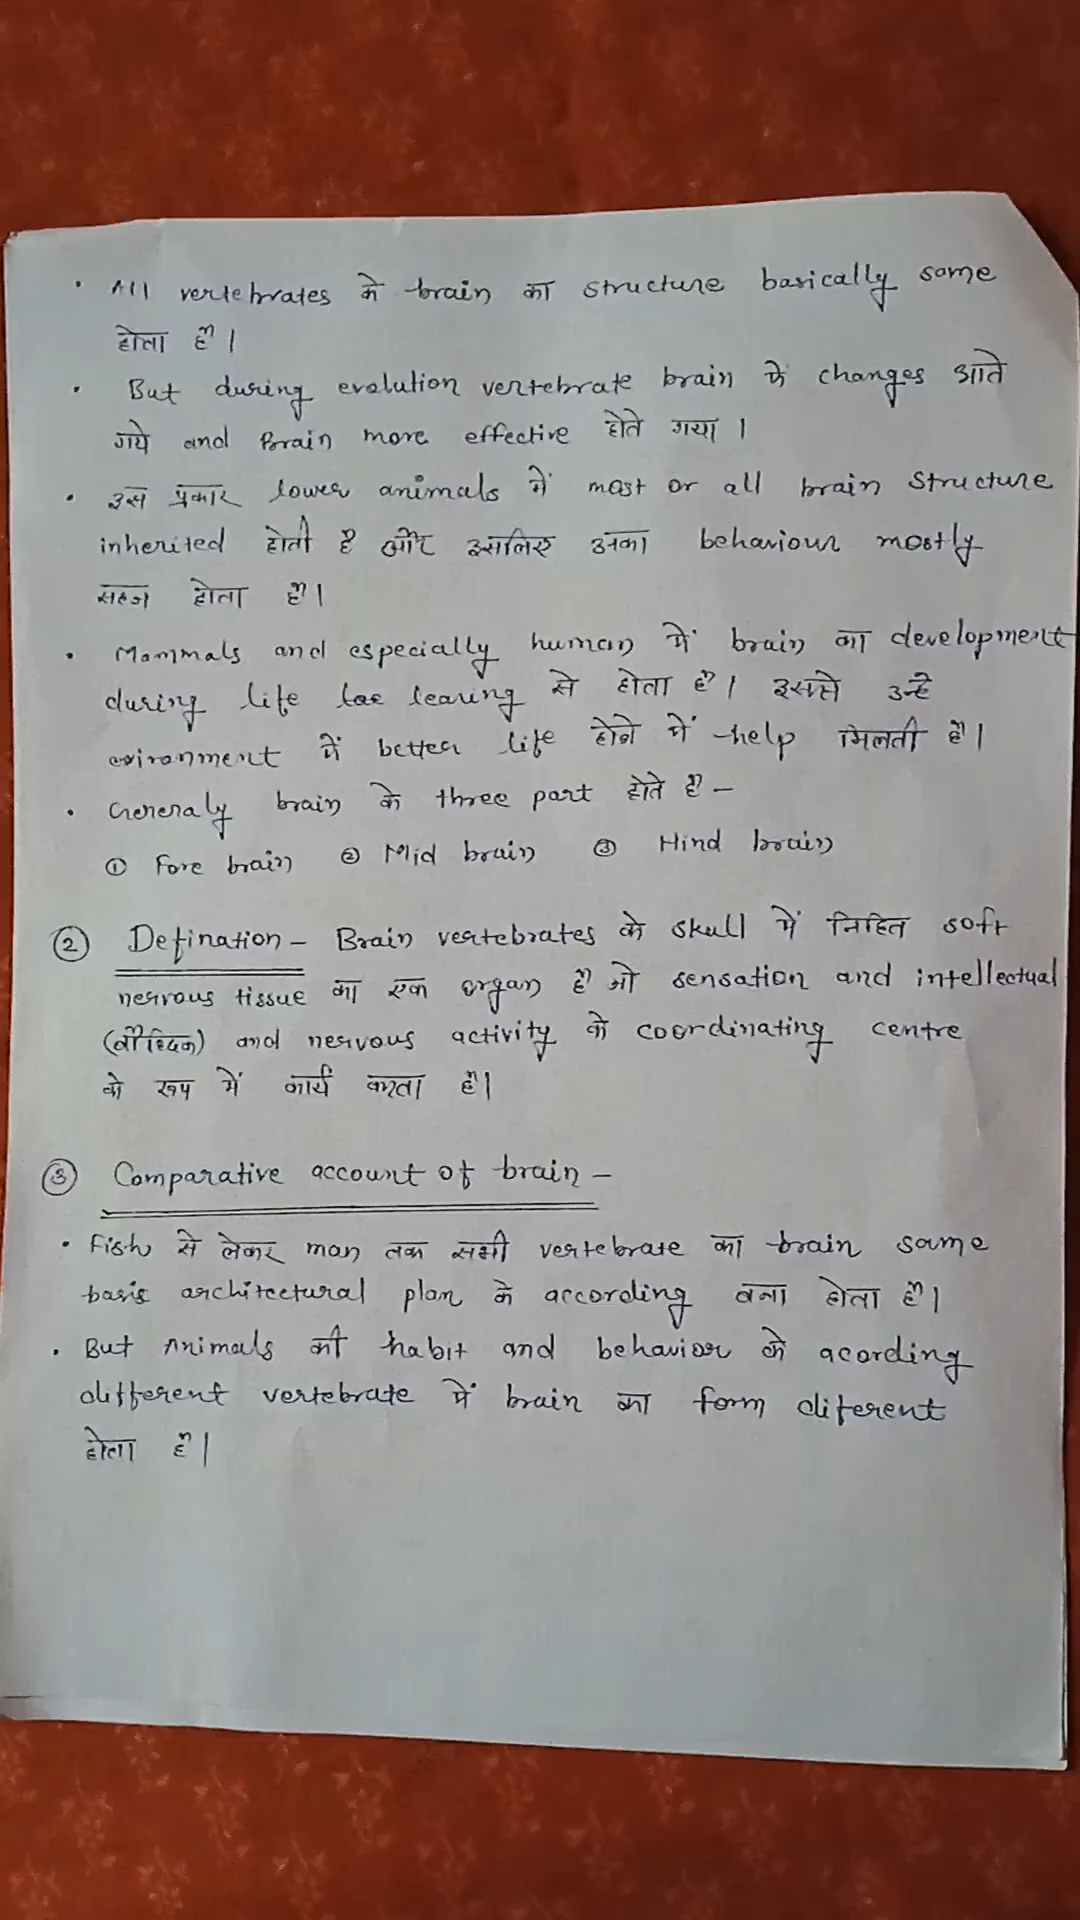 • All vertebrates के brain का structure basically same
होता है।
• But during evolution vertebrate brain में changes आते
गये and Brain more effective होते गया।
• इस प्रकार lower animals में most or all brain structure
inherited होती है और इसलिए उनका behaviour mostly
सहज होता है।
• Mammals and especially human में brain का development
during life learing से होता है। इससे उन्हे
environment में better life होने में help मिलती है।
• Generaly brain के three part होते है –
① Fore brain ② Mid brain ③ Hind brain
② Defination – Brain vertebrates के skull में निहित soft
nervous tissue का एक organ है जो sensation and intellectual
(बौध्दिक) and nervous activity के coordinating centre
के रूप में कार्य करता है।
③ Comparative account of brain –
• Fish से लेकर man तक सभी vertebrate का brain same
basic architectural plan के according बना होता है।
• But Animals की habit and behavior के acording
different vertebrate में brain का form diferent
होता है।